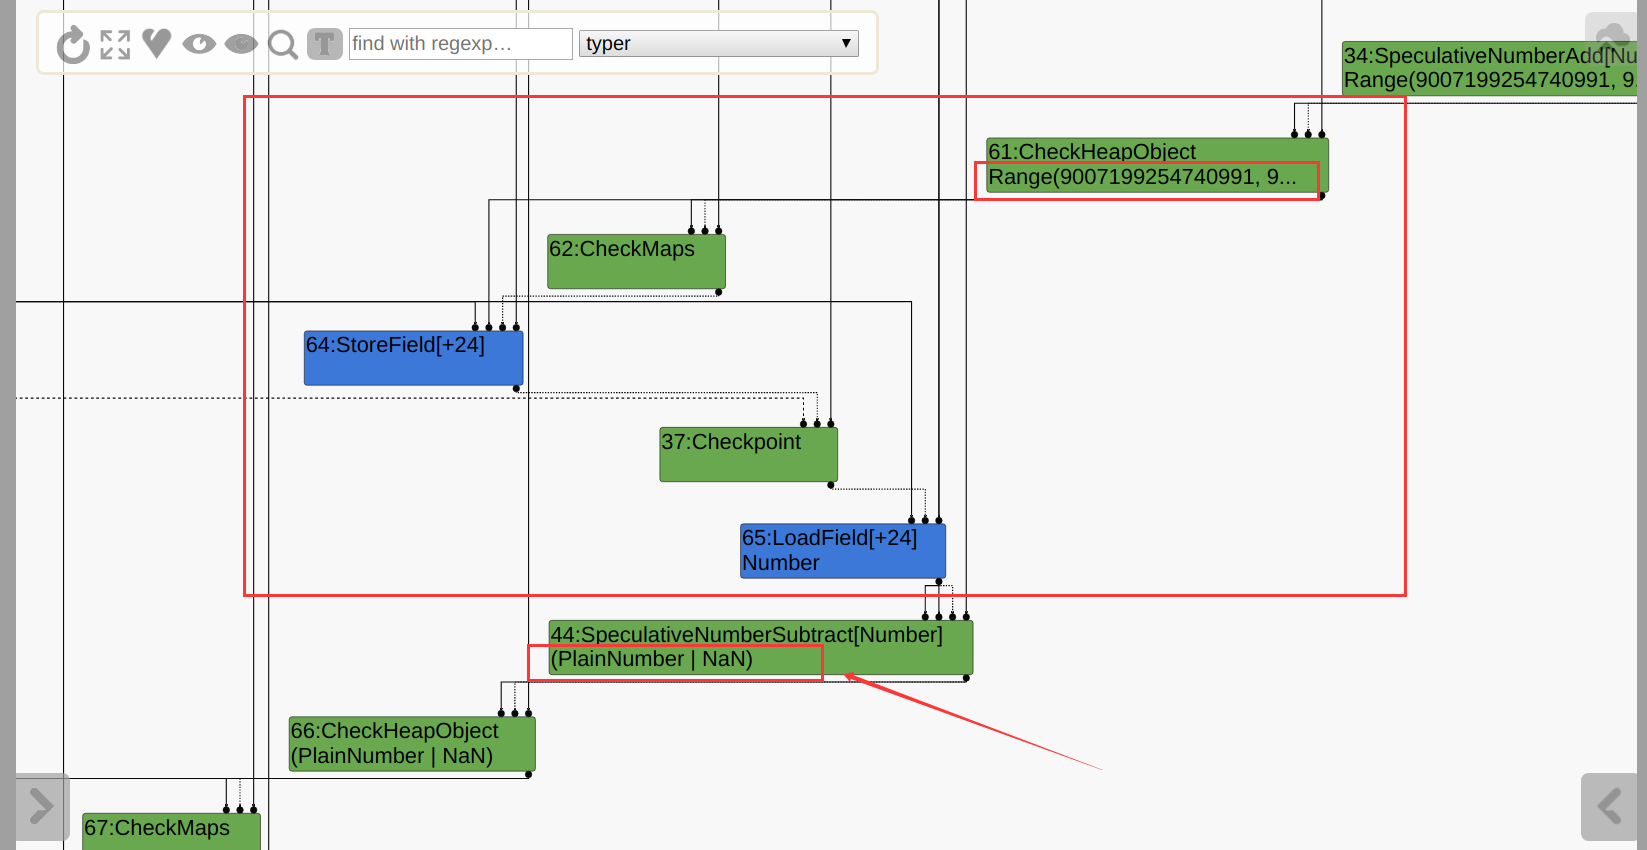 T
find with regexp…
typer
34:SpeculativeNumberAdd[Nu
Range(9007199254740991, 9.
61:CheckHeapObject
Range(9007199254740991, 9...
62:CheckMaps
64:StoreField[+24]
37:Checkpoint
65:LoadField[+24]
Number
44:SpeculativeNumberSubtract[Number]
(PlainNumber | NaN)
66:CheckHeapObject
(PlainNumber | NaN)
67:CheckMaps